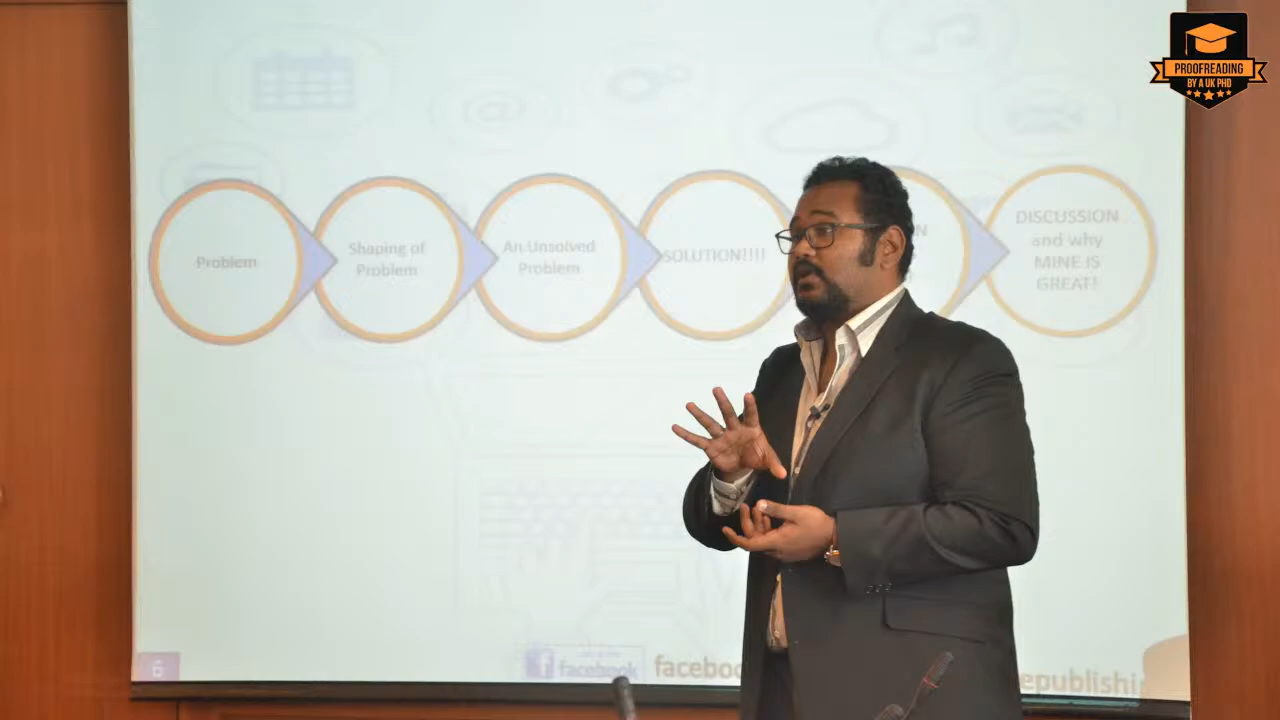 PROOFREADING
BY A UK PHD
Problem
Shaping of
Problem
An Unsolved
Problem
SOLUTION!!!!
N
DISCUSSION
and why
MINE IS
GREAT!
6
facebook
faceboo
epublishi